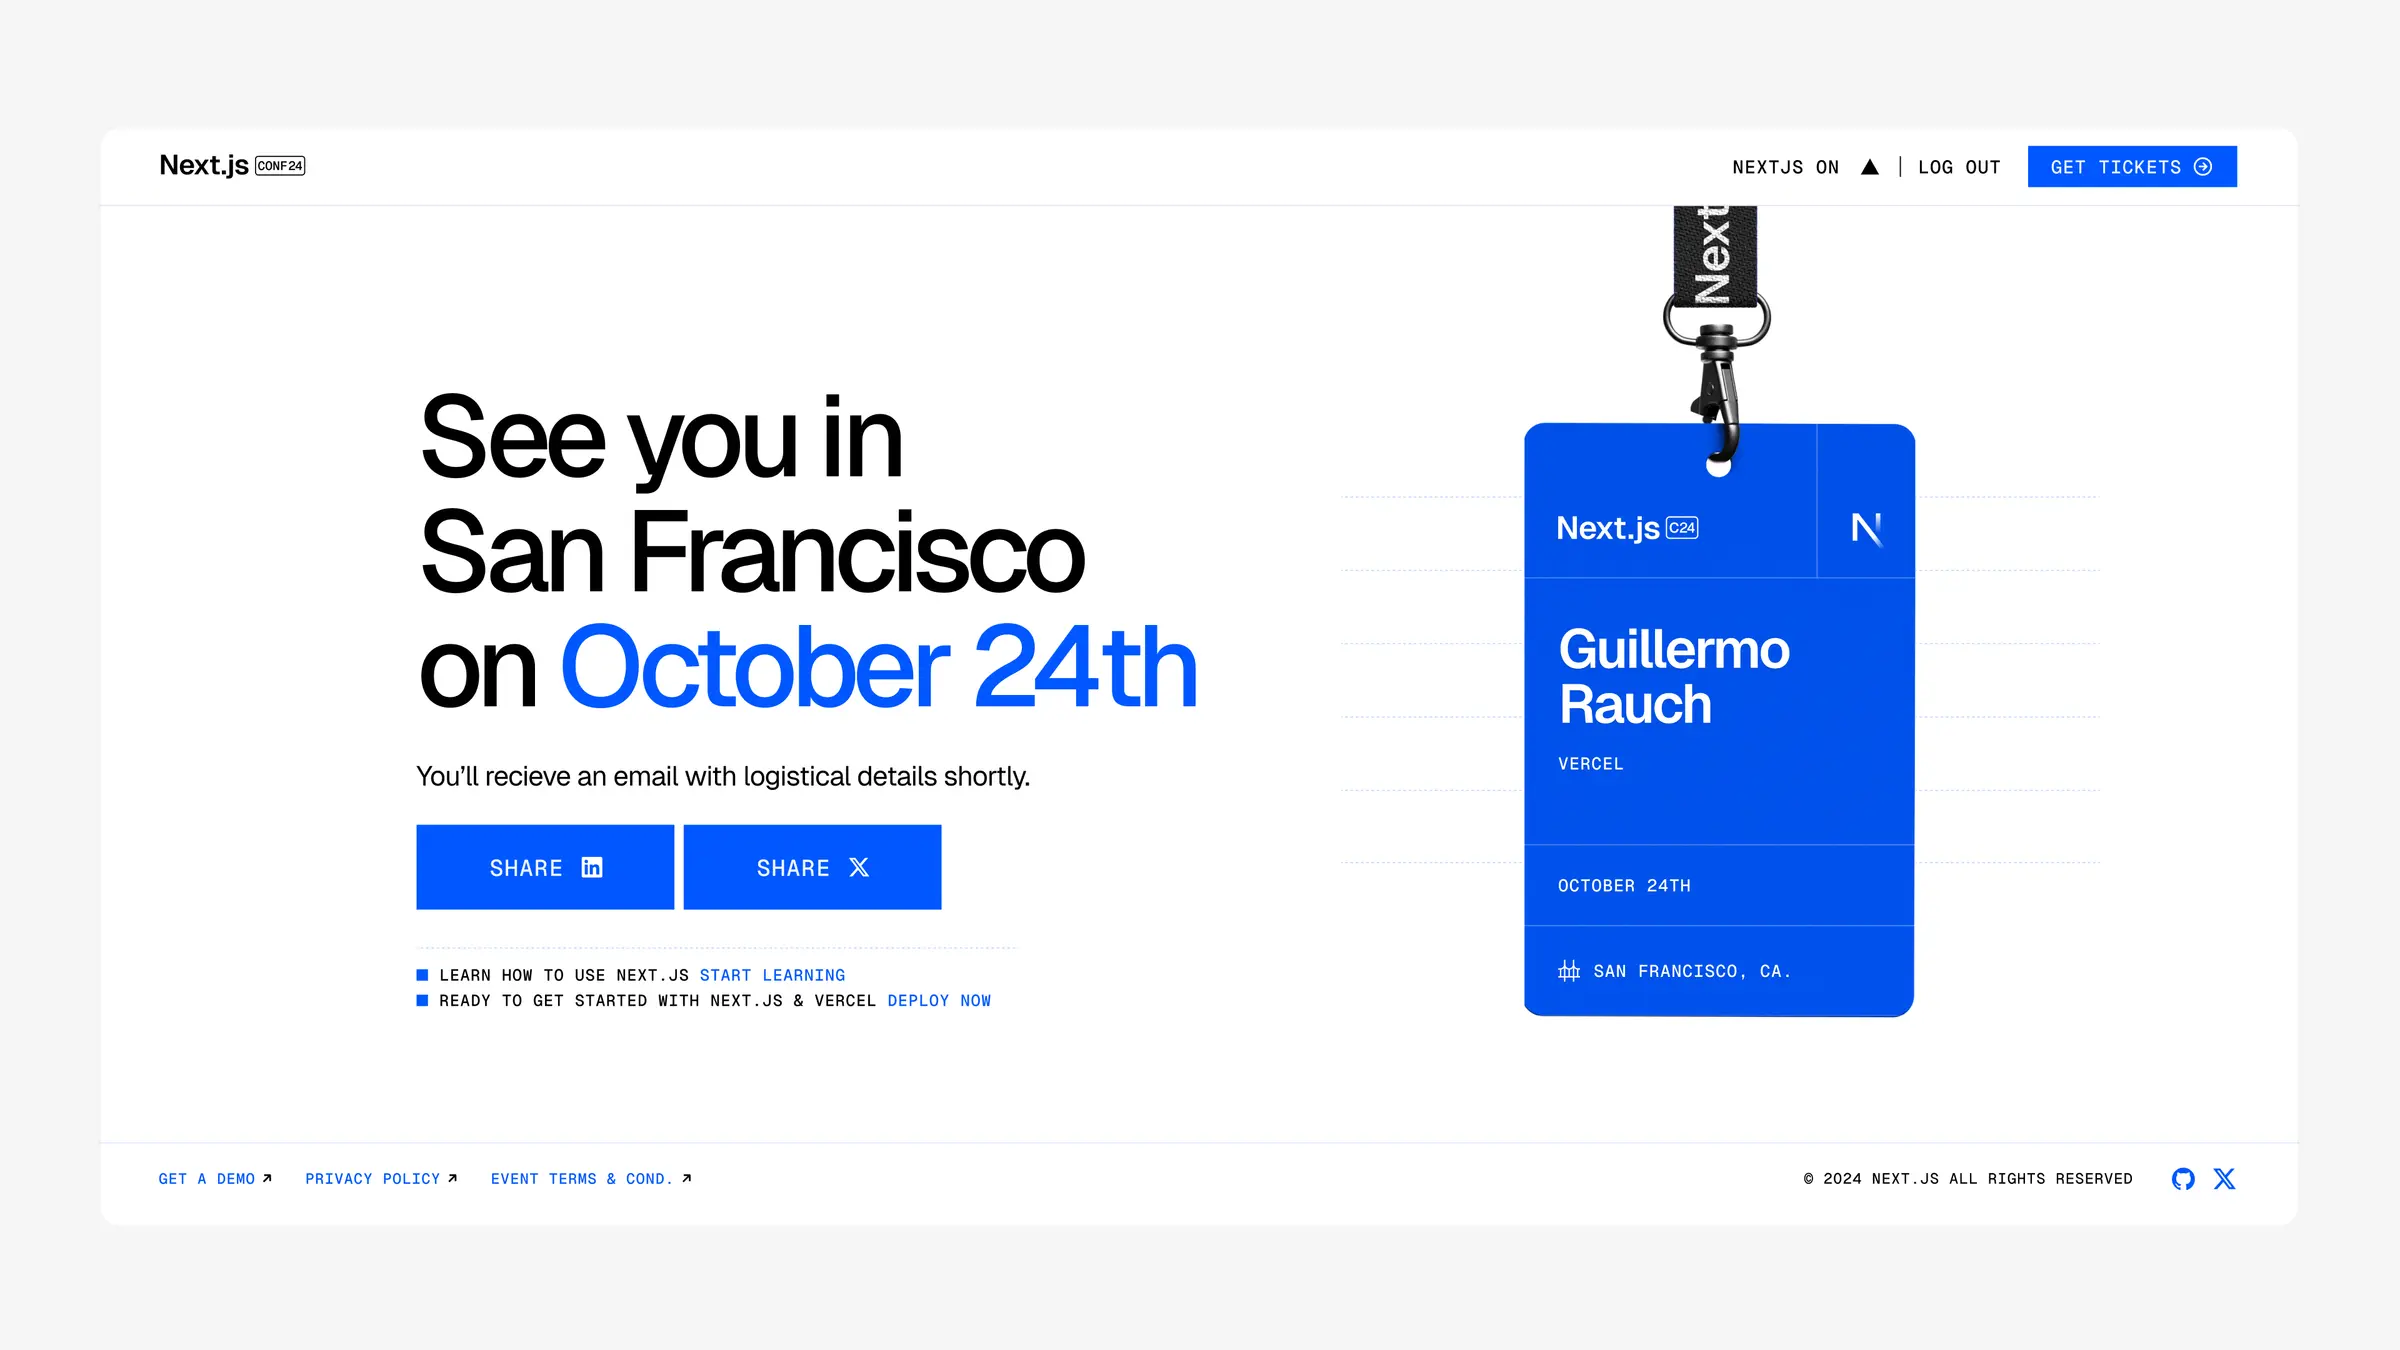 Next.js CONF24
NEXTJS ON LOG OUT GET TICKETS
Next
See you in
San Francisco
on October 24th
You’ll recieve an email with logistical details shortly.
SHARE in SHARE X
LEARN HOW TO USE NEXT.JS START LEARNING
READY TO GET STARTED WITH NEXT.JS & VERCEL DEPLOY NOW
Next.js C24
N
Guillermo
Rauch
VERCEL
OCTOBER 24TH
SAN FRANCISCO, CA.
GET A DEMO PRIVACY POLICY EVENT TERMS & COND.
© 2024 NEXT.JS ALL RIGHTS RESERVED